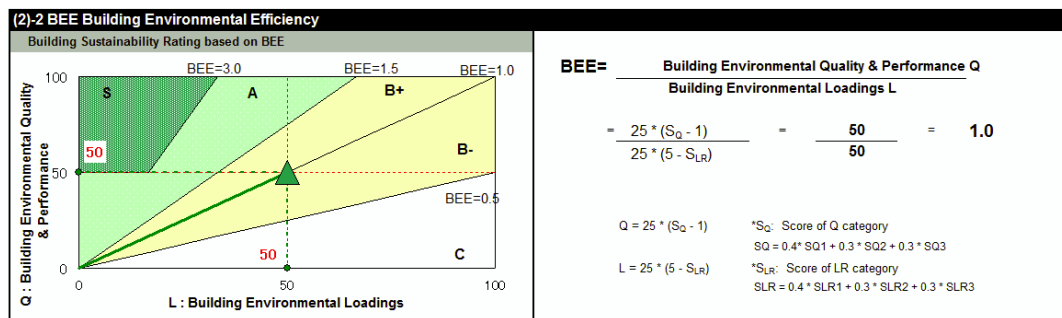 (2)-2 BEE Building Environmental Efficiency
Building Sustainability Rating based on BEE
BEE=3.0 BEE=1.5 BEE=1.0
100
S A B+
50
B-
50
BEE=0.5
50 C
0
0 50 100
Q : Building Environmental Quality
& Performance
L : Building Environmental Loadings
BEE= Building Environmental Quality & Performance Q
Building Environmental Loadings L
= 25 * (SQ - 1) = 50 = 1.0
25 * (5 - SLR) 50
Q = 25 * (SQ - 1) *SQ: Score of Q category
SQ = 0.4* SQ1 + 0.3 * SQ2 + 0.3 * SQ3
L = 25 * (5 - SLR) *SLR: Score of LR category
SLR = 0.4 * SLR1 + 0.3 * SLR2 + 0.3 * SLR3